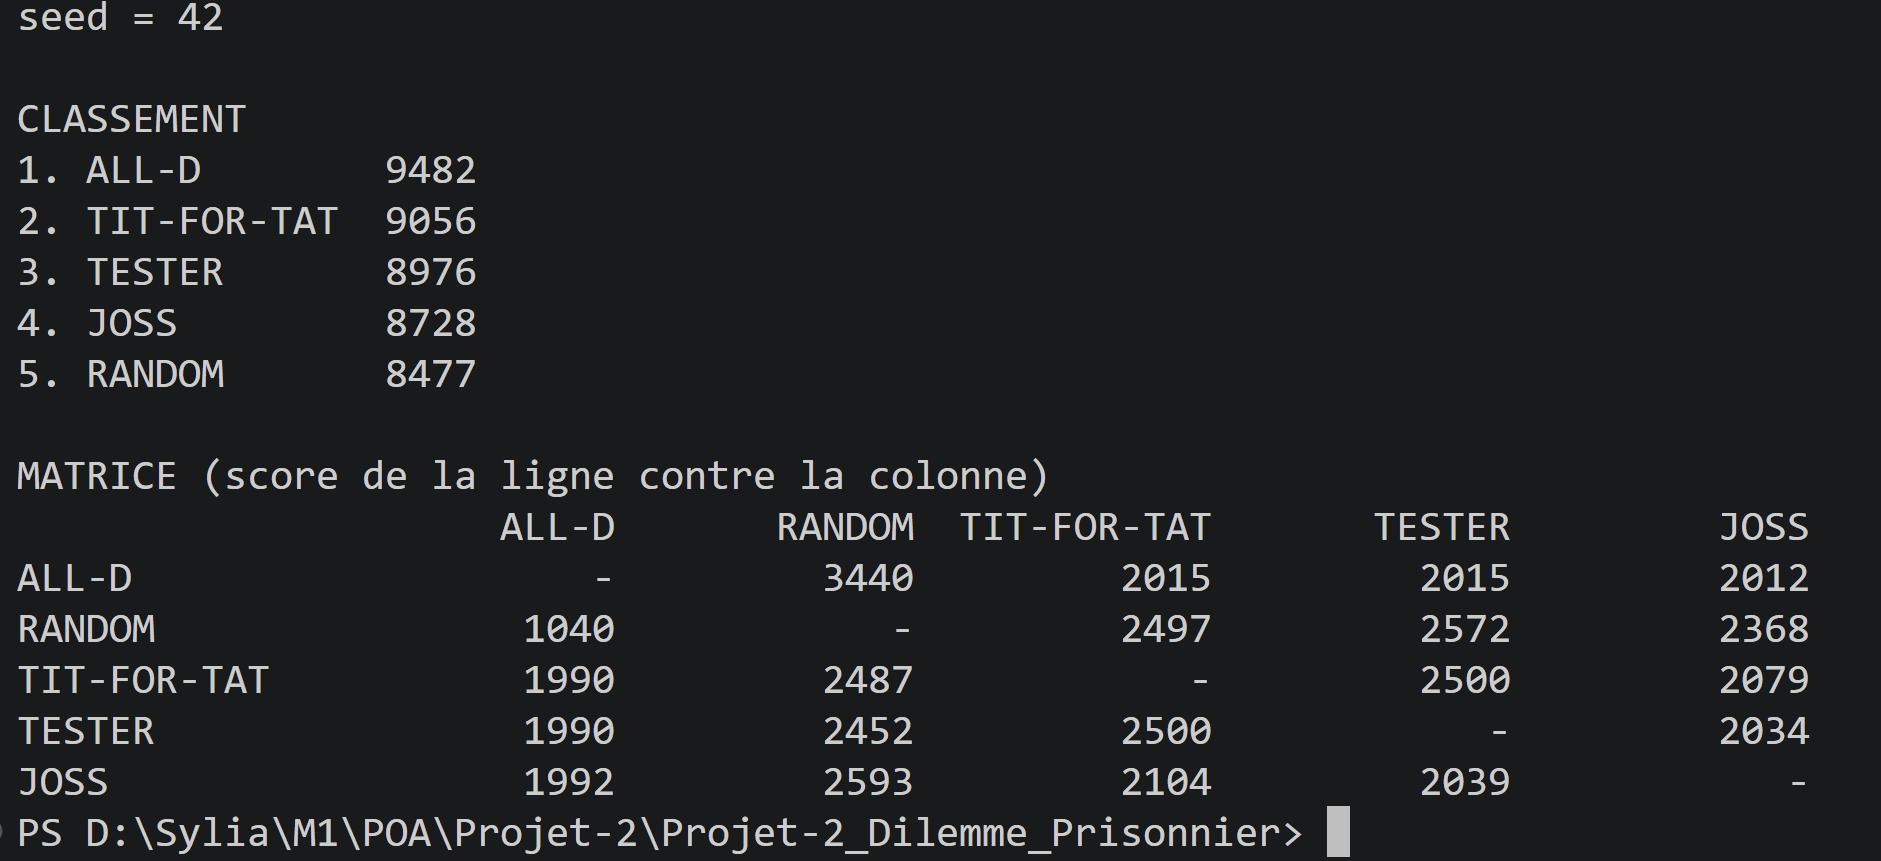 seed = 42
CLASSEMENT
1. ALL-D 9482
2. TIT-FOR-TAT 9056
3. TESTER 8976
4. JOSS 8728
5. RANDOM 8477
MATRICE (score de la ligne contre la colonne)
ALL-D RANDOM TIT-FOR-TAT TESTER JOSS
ALL-D - 3440 2015 2015 2012
RANDOM 1040 - 2497 2572 2368
TIT-FOR-TAT 1990 2487 - 2500 2079
TESTER 1990 2452 2500 - 2034
JOSS 1992 2593 2104 2039 -
PS D:\Sylia\M1\POA\Projet-2\Projet-2_Dilemme_Prisonnier>